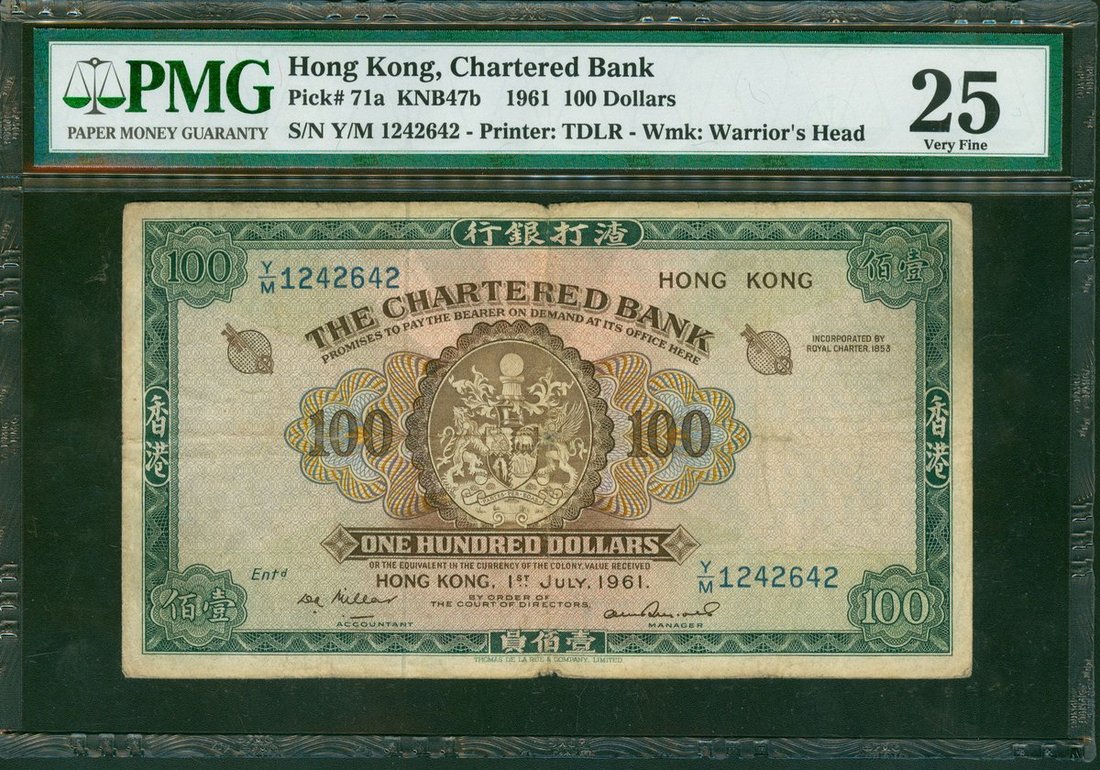 PMG
PAPER MONEY GUARANTY
Hong Kong, Chartered Bank
Pick# 71a KNB47b 1961 100 Dollars
S/N Y/M 1242642 - Printer: TDLR - Wmk: Warrior's Head
25
Very Fine
行銀打渣
100
Y/M 1242642
HONG KONG
佰壹
THE CHARTERED BANK
PROMISES TO PAY THE BEARER ON DEMAND AT ITS OFFICE HERE
INCORPORATED BY
ROYAL CHARTER, 1853
香港
100
100
香港
ONE HUNDRED DOLLARS
OR THE EQUIVALENT IN THE CURRENCY OF THE COLONY, VALUE RECEIVED
Entd
HONG KONG, 1ST JULY, 1961.
Y/M 1242642
BY ORDER OF
THE COURT OF DIRECTORS,
佰壹
ACCOUNTANT
MANAGER
100
員佰壹
THOMAS DE LA RUE & COMPANY, LIMITED